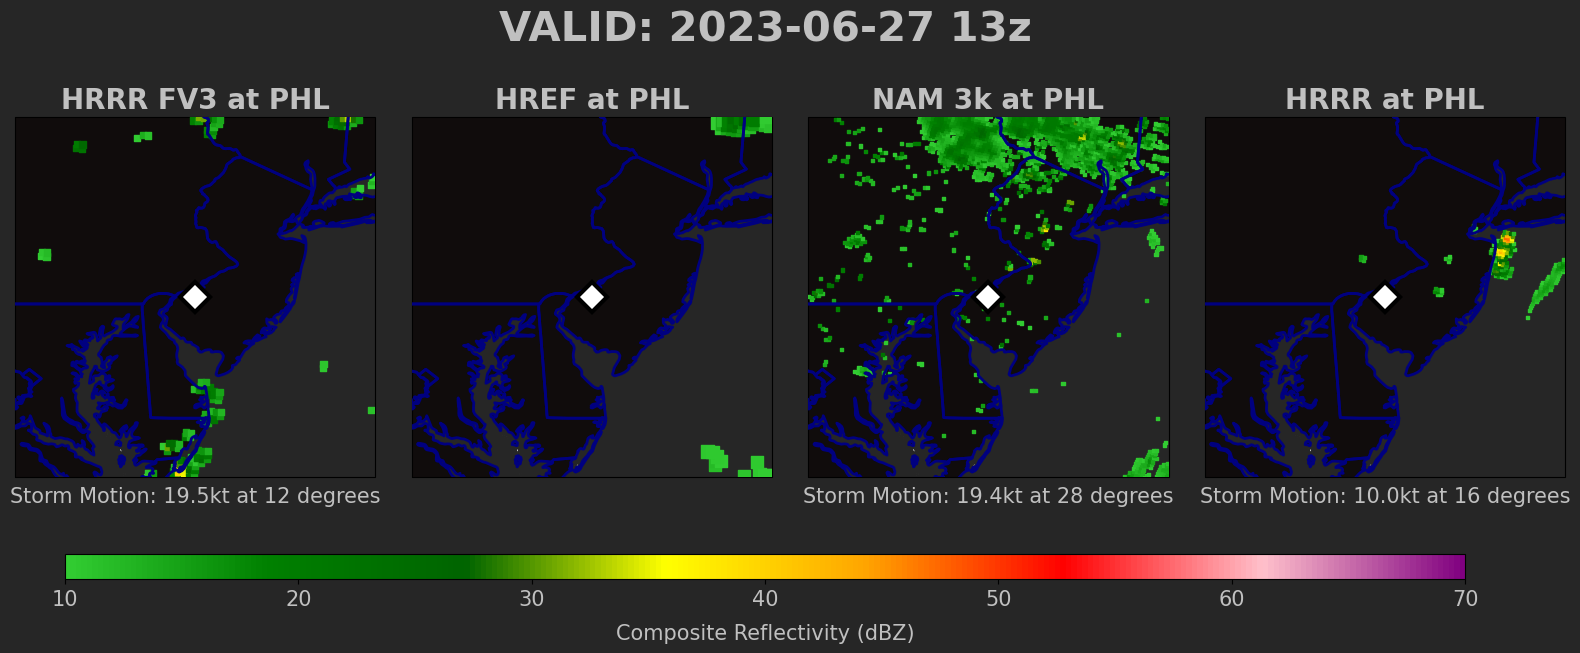 VALID: 2023-06-27 13z
HRRR FV3 at PHL
HREF at PHL
NAM 3k at PHL
HRRR at PHL
Storm Motion: 19.5kt at 12 degrees
Storm Motion: 19.4kt at 28 degrees
Storm Motion: 10.0kt at 16 degrees
10 20 30 40 50 60 70
Composite Reflectivity (dBZ)